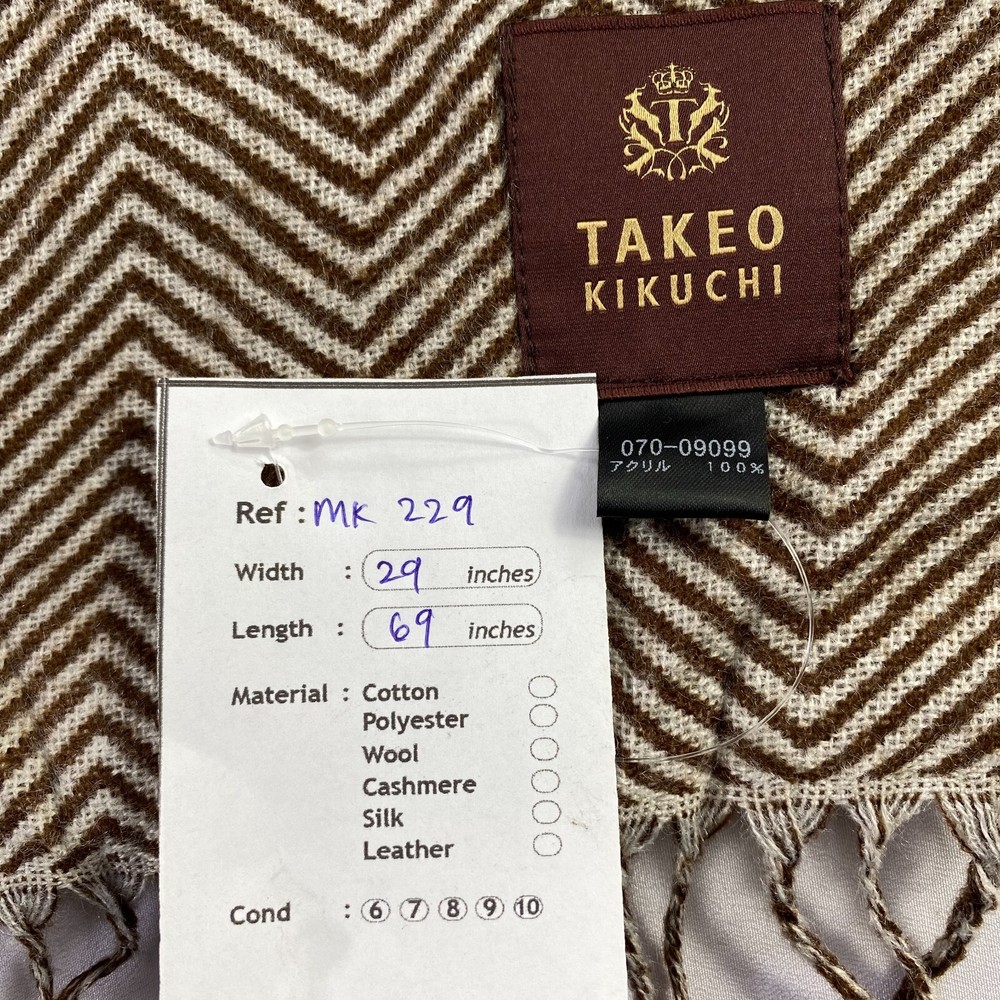 T
TAKEO
KIKUCHI
070-09099
アクリル 100%
Ref : MK 229
Width : 29 inches
Length : 69 inches
Material : Cotton
Polyester
Wool
Cashmere
Silk
Leather
Cond : 6 7 8 9 10